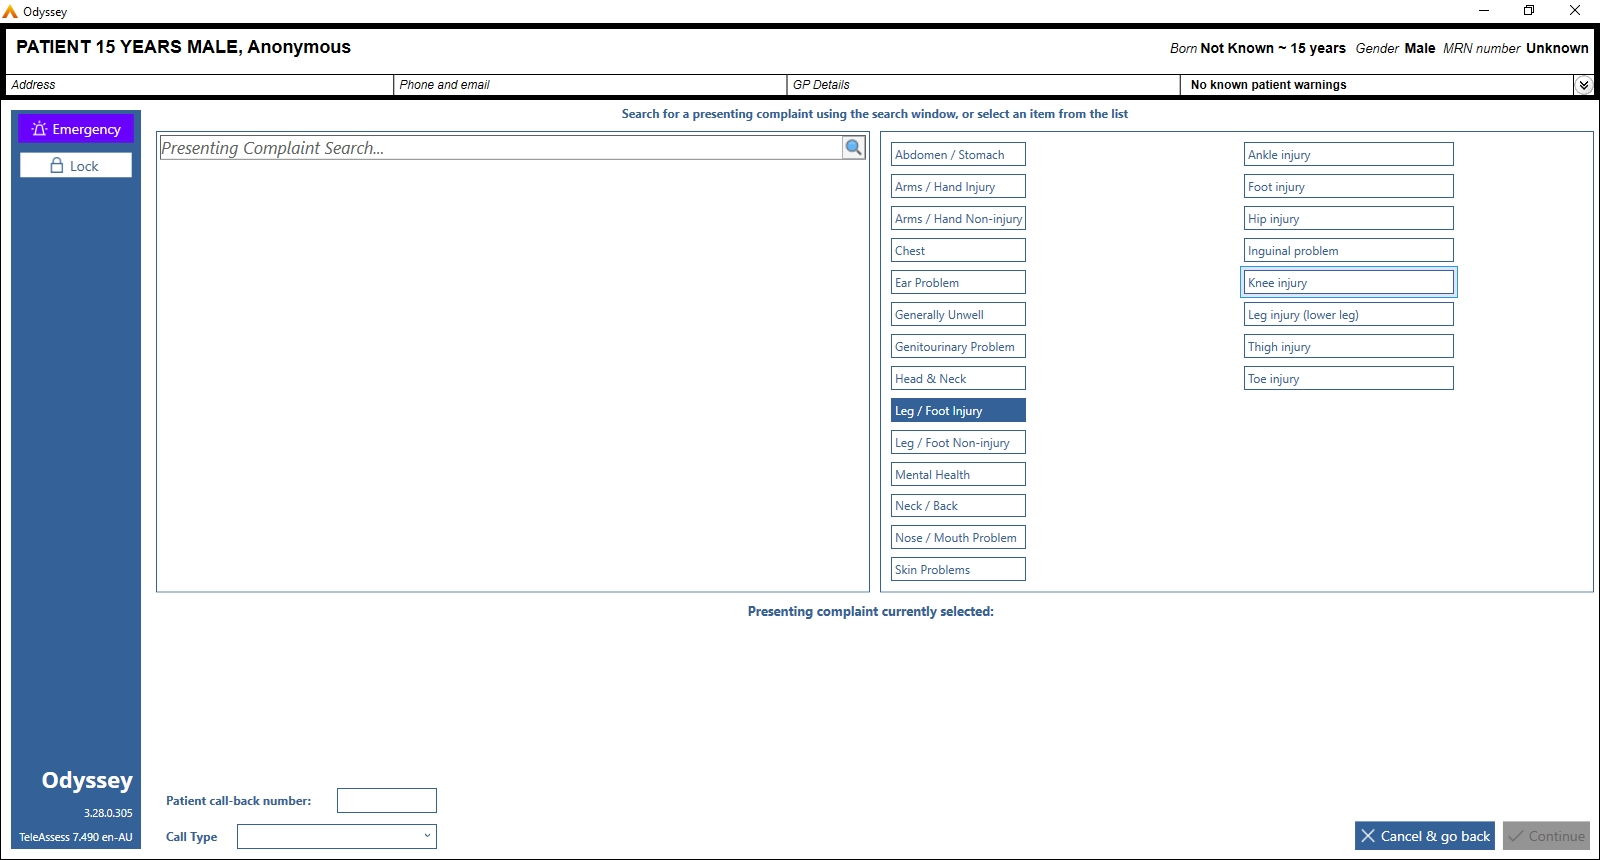 Odyssey
PATIENT 15 YEARS MALE, Anonymous
Born Not Known ~ 15 years Gender Male MRN number Unknown
Address
Phone and email
GP Details
No known patient warnings
Emergency
Lock
Search for a presenting complaint using the search window, or select an item from the list
Presenting Complaint Search...
Abdomen / Stomach
Arms / Hand Injury
Arms / Hand Non-injury
Chest
Ear Problem
Generally Unwell
Genitourinary Problem
Head & Neck
Leg / Foot Injury
Leg / Foot Non-injury
Mental Health
Neck / Back
Nose / Mouth Problem
Skin Problems
Ankle injury
Foot injury
Hip injury
Inguinal problem
Knee injury
Leg injury (lower leg)
Thigh injury
Toe injury
Presenting complaint currently selected:
Odyssey
3.28.0.305
TeleAssess 7.490 en-AU
Patient call-back number:
Call Type
Cancel & go back
Continue